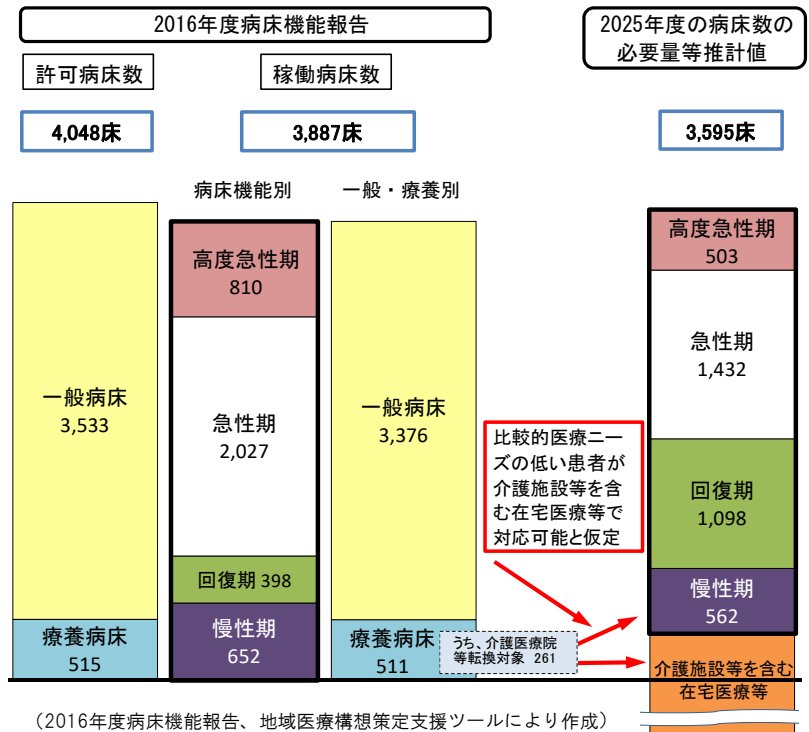 2016年度病床機能報告
2025年度の病床数の
必要量等推計値
許可病床数
稼働病床数
4,048床
3,887床
3,595床
病床機能別
一般・療養別
一般病床
3,533
療養病床
515
高度急性期
810
急性期
2,027
回復期 398
慢性期
652
一般病床
3,376
療養病床
511
うち、介護医療院
等転換対象 261
比較的医療ニー
ズの低い患者が
介護施設等を含
む在宅医療等で
対応可能と仮定
高度急性期
503
急性期
1,432
回復期
1,098
慢性期
562
介護施設等を含む
在宅医療等
（2016年度病床機能報告、地域医療構想策定支援ツールにより作成）